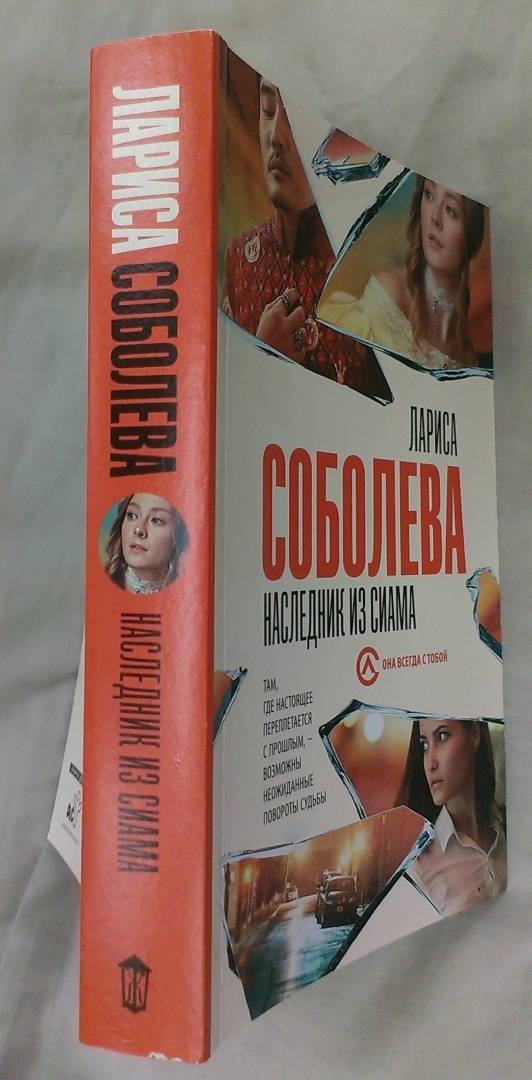 ЛАРИСА СОБОЛЕВА
НАСЛЕДНИК ИЗ СИАМА
ЛАРИСА
СОБОЛЕВА
НАСЛЕДНИК ИЗ СИАМА
ОНА ВСЕГДА С ТОБОЙ
ТАМ,
ГДЕ НАСТОЯЩЕЕ
ПЕРЕПЛЕТАЕТСЯ
С ПРОШЛЫМ, –
ВОЗМОЖНЫ
НЕОЖИДАННЫЕ
ПОВОРОТЫ СУДЬБЫ